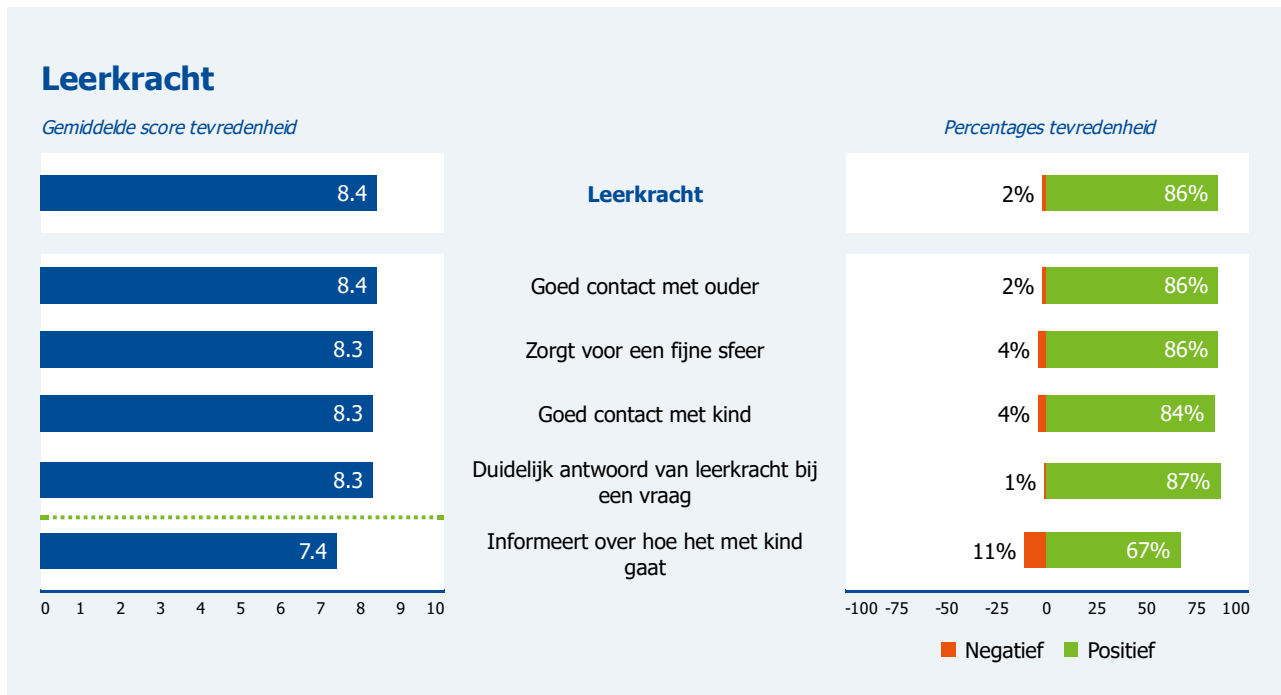 Leerkracht
Gemiddelde score tevredenheid
Percentages tevredenheid
8.4
Leerkracht
2%
86%
8.4
Goed contact met ouder
2%
86%
8.3
Zorgt voor een fijne sfeer
4%
86%
8.3
Goed contact met kind
4%
84%
8.3
Duidelijk antwoord van leerkracht bij
een vraag
1%
87%
7.4
Informeert over hoe het met kind
gaat
11%
67%
0 1 2 3 4 5 6 7 8 9 10
-100 -75 -50 -25 0 25 50 75 100
Negatief Positief